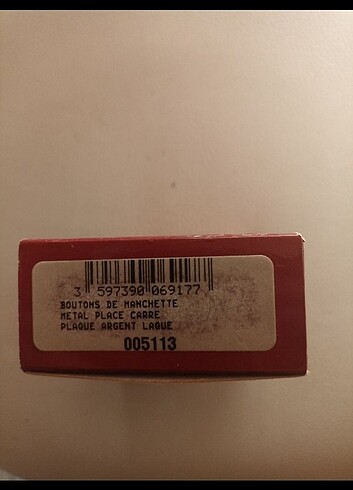 3 597390 069177
BOUTONS DE MANCHETTE
METAL PLACE CARRE
PLAQUE ARGENT LAQUE
005113